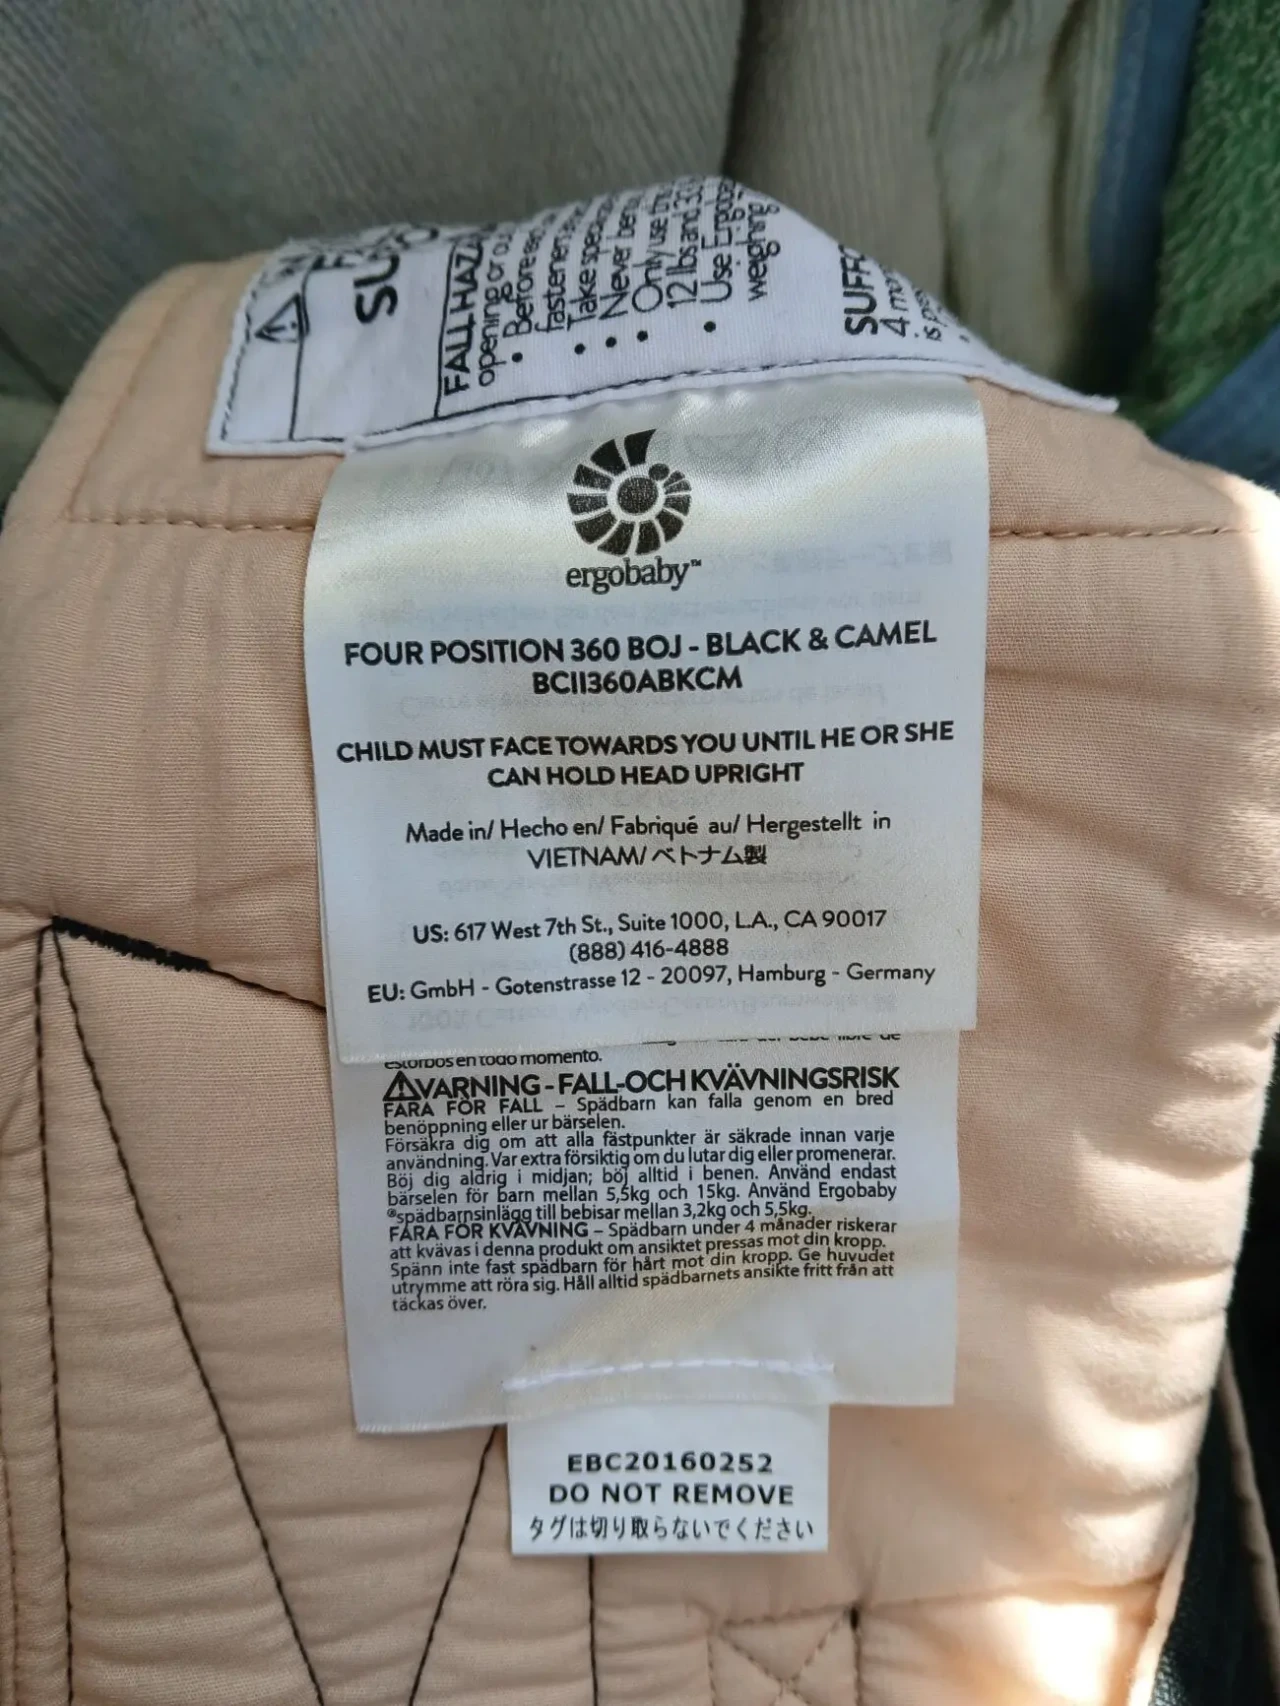 FALL HAZA
opening or ou
• Before
fasteners
• Take special
• Never ben
• Only use this
12 lbs and 33
• Use Ergobab
weighing
SUFFO
4 mon
is pres
ergobaby™
FOUR POSITION 360 BOJ - BLACK & CAMEL
BCII360ABKCM
CHILD MUST FACE TOWARDS YOU UNTIL HE OR SHE
CAN HOLD HEAD UPRIGHT
Made in/ Hecho en/ Fabriqué au/ Hergestellt in
VIETNAM/ベトナム製
US: 617 West 7th St., Suite 1000, L.A., CA 90017
(888) 416-4888
EU: GmbH - Gotenstrasse 12 - 20097, Hamburg - Germany
estorbos en todo momento.
⚠VARNING - FALL-OCH KVÄVNINGSRISK
FARA FÖR FALL – Spädbarn kan falla genom en bred
benöppning eller ur bärselen.
Försäkra dig om att alla fästpunkter är säkrade innan varje
användning. Var extra försiktig om du lutar dig eller promenerar.
Böj dig aldrig i midjan; böj alltid i benen. Använd endast
bärselen för barn mellan 5,5kg och 15kg. Använd Ergobaby
®spädbarnsinlägg till bebisar mellan 3,2kg och 5,5kg.
FARA FÖR KVÄVNING – Spädbarn under 4 månader riskerar
att kvävas i denna produkt om ansiktet pressas mot din kropp.
Spänn inte fast spädbarn för hårt mot din kropp. Ge huvudet
utrymme att röra sig. Håll alltid spädbarnets ansikte fritt från att
täckas över.
EBC20160252
DO NOT REMOVE
タグは切り取らないでください